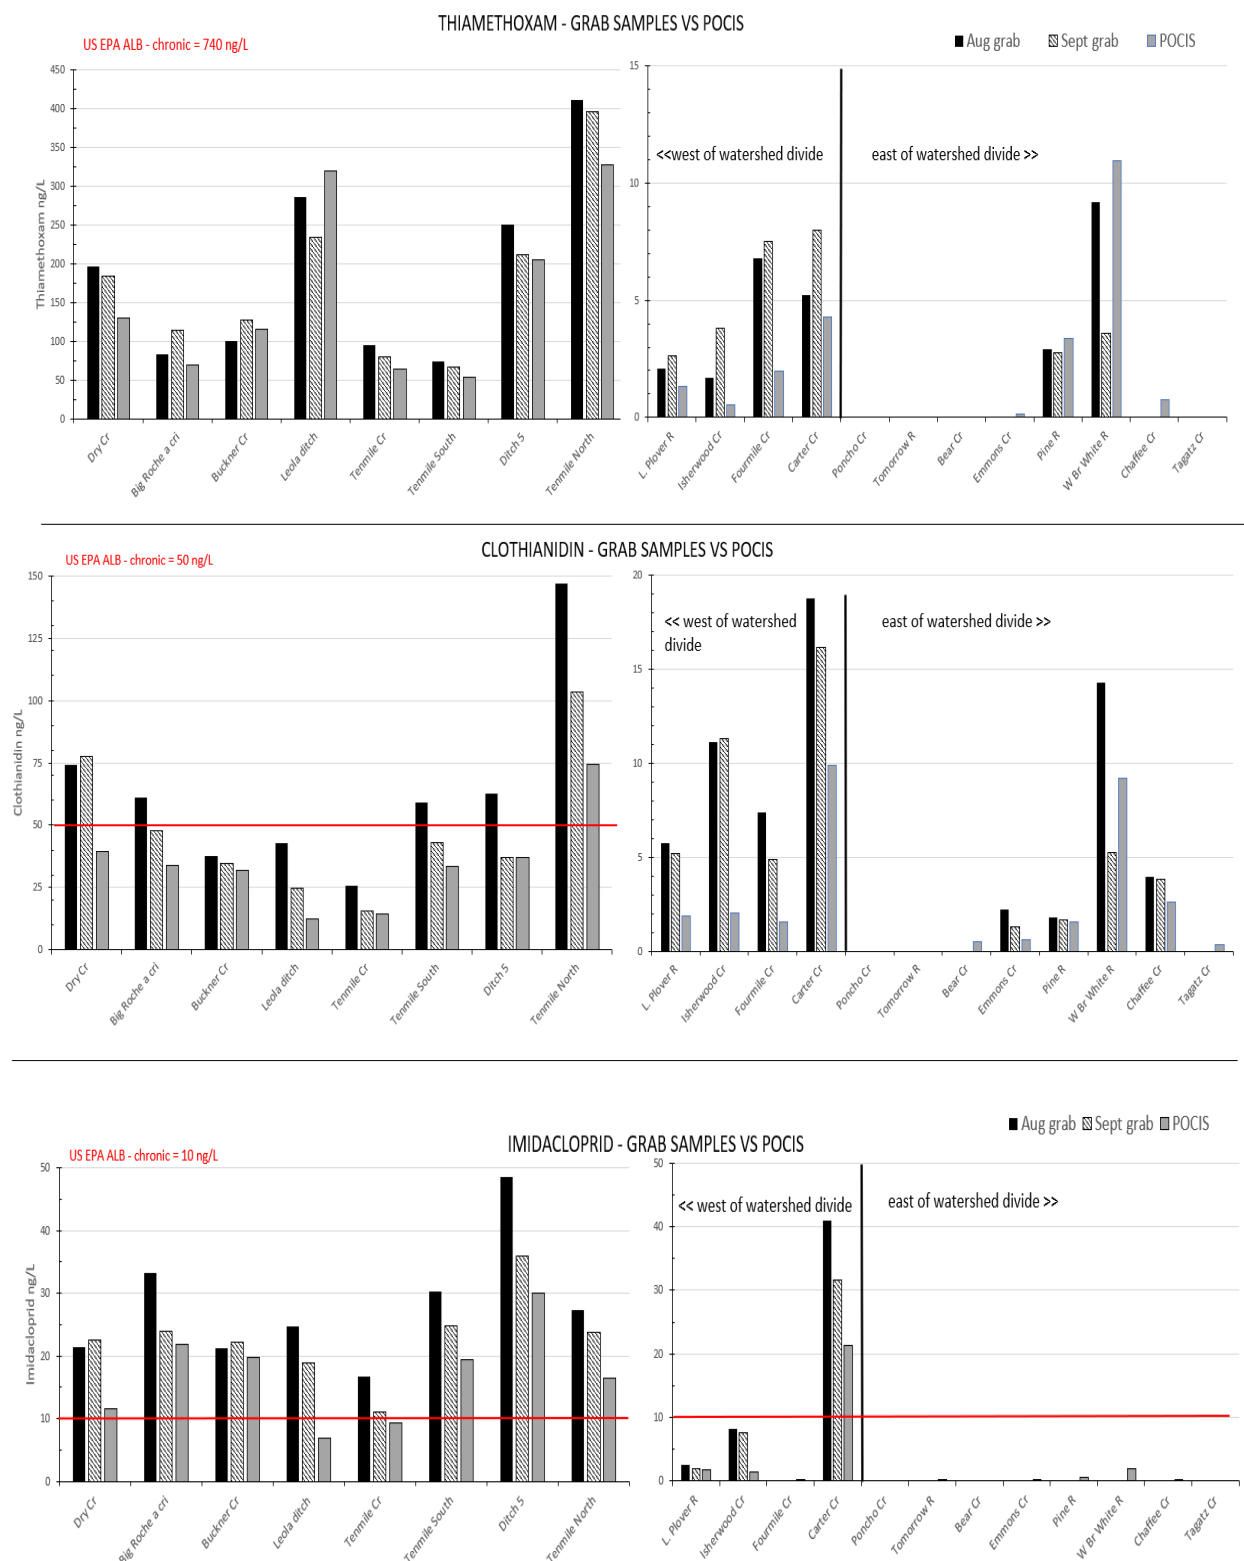 THIAMETHOXAM - GRAB SAMPLES VS POCIS
US EPA ALB - chronic = 740 ng/L
Aug grab Sept grab POCIS
450
400
350
300
250
200
150
100
50
0
Thiamethoxam ng/L
Dry Cr
Big Roche a cri
Buckner Cr
Leola ditch
Tenmile Cr
Tenmile South
Ditch 5
Tenmile North
15
10
5
0
<<west of watershed divide
east of watershed divide >>
L. Plover R
Isherwood Cr
Fourmile Cr
Carter Cr
Poncho Cr
Tomorrow R
Bear Cr
Emmons Cr
Pine R
W Br White R
Chaffee Cr
Tagatz Cr
CLOTHIANIDIN - GRAB SAMPLES VS POCIS
US EPA ALB - chronic = 50 ng/L
150
125
100
75
50
25
0
Clothianidin ng/L
Dry Cr
Big Roche a cri
Buckner Cr
Leola ditch
Tenmile Cr
Tenmile South
Ditch 5
Tenmile North
20
15
10
5
0
<< west of watershed
divide
east of watershed divide >>
L. Plover R
Isherwood Cr
Fourmile Cr
Carter Cr
Poncho Cr
Tomorrow R
Bear Cr
Emmons Cr
Pine R
W Br White R
Chaffee Cr
Tagatz Cr
Aug grab Sept grab POCIS
IMIDACLOPRID - GRAB SAMPLES VS POCIS
US EPA ALB - chronic = 10 ng/L
50
40
30
20
10
0
Imidacloprid ng/L
Dry Cr
Big Roche a cri
Buckner Cr
Leola ditch
Tenmile Cr
Tenmile South
Ditch 5
Tenmile North
50
40
30
20
10
0
<< west of watershed divide
east of watershed divide >>
L. Plover R
Isherwood Cr
Fourmile Cr
Carter Cr
Poncho Cr
Tomorrow R
Bear Cr
Emmons Cr
Pine R
W Br White R
Chaffee Cr
Tagatz Cr